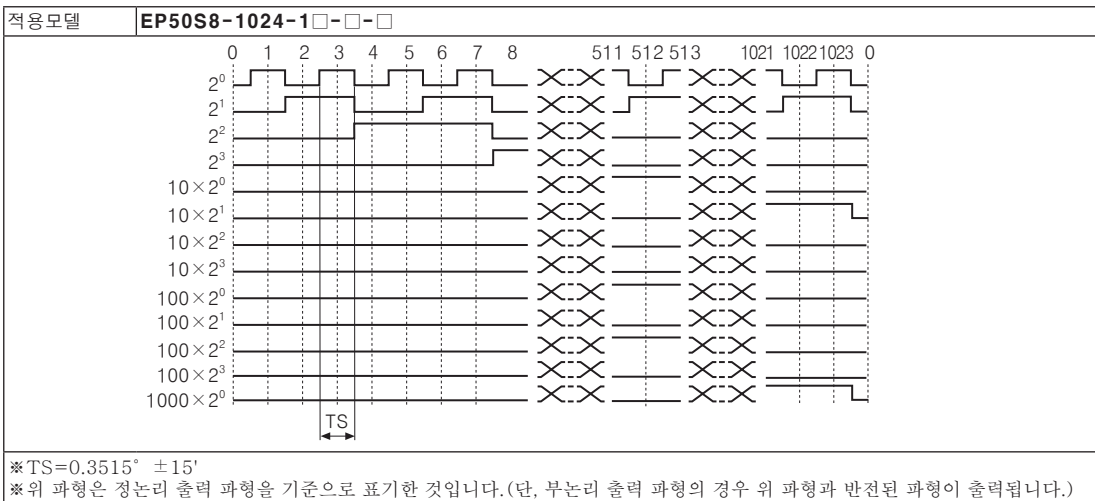 적용모델 EP50S8-1024-1□-□-□
0 1 2 3 4 5 6 7 8 511 512 513 1021 1022 1023 0
2⁰
2¹
2²
2³
10×2⁰
10×2¹
10×2²
10×2³
100×2⁰
100×2¹
100×2²
100×2³
1000×2⁰
TS
※TS=0.3515° ±15'
※위 파형은 정논리 출력 파형을 기준으로 표기한 것입니다.(단, 부논리 출력 파형의 경우 위 파형과 반전된 파형이 출력됩니다.)